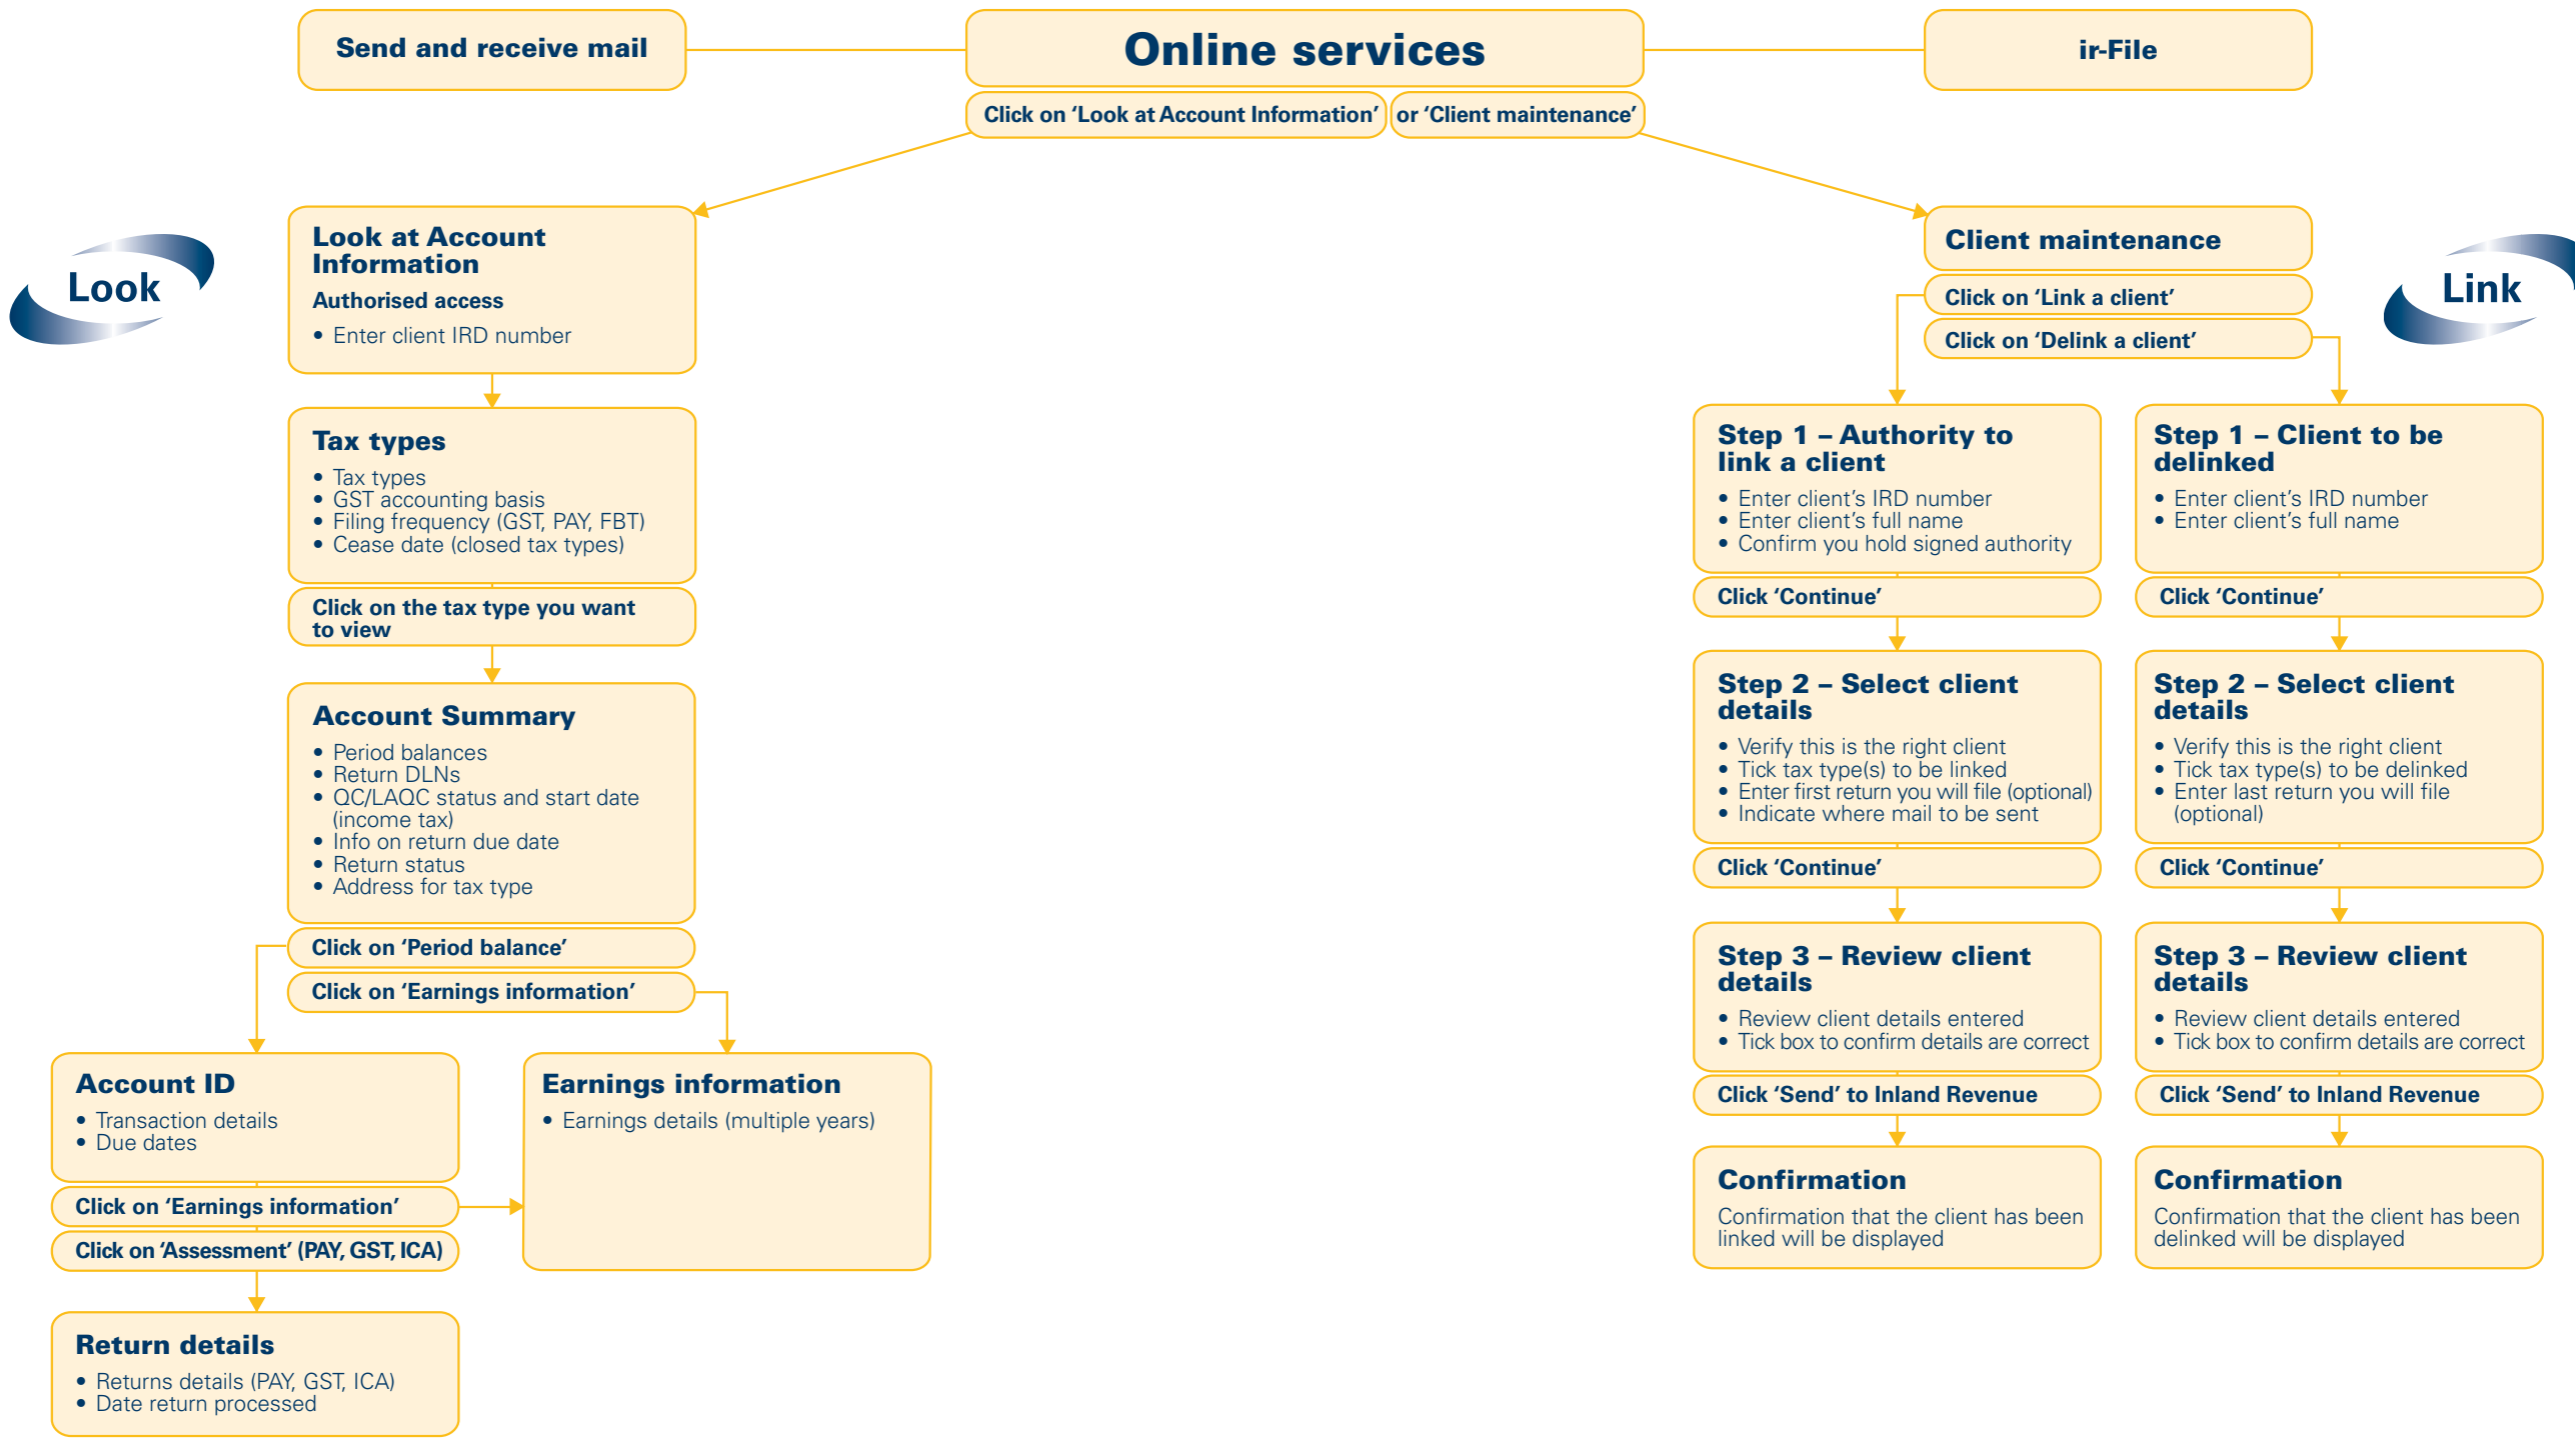 Send and receive mail
Online services
ir-File
Click on ‘Look at Account Information’
or ‘Client maintenance’
Look
Look at Account
Information
Authorised access
• Enter client IRD number
Tax types
• Tax types
• GST accounting basis
• Filing frequency (GST, PAY, FBT)
• Cease date (closed tax types)
Click on the tax type you want
to view
Account Summary
• Period balances
• Return DLNs
• QC/LAQC status and start date
(income tax)
• Info on return due date
• Return status
• Address for tax type
Click on ‘Period balance’
Click on ‘Earnings information’
Account ID
• Transaction details
• Due dates
Click on ‘Earnings information’
Click on ‘Assessment’ (PAY, GST, ICA)
Earnings information
• Earnings details (multiple years)
Return details
• Returns details (PAY, GST, ICA)
• Date return processed
Client maintenance
Click on ‘Link a client’
Click on ‘Delink a client’
Link
Step 1 – Authority to
link a client
• Enter client’s IRD number
• Enter client’s full name
• Confirm you hold signed authority
Click ‘Continue’
Step 2 – Select client
details
• Verify this is the right client
• Tick tax type(s) to be linked
• Enter first return you will file (optional)
• Indicate where mail to be sent
Click ‘Continue’
Step 3 – Review client
details
• Review client details entered
• Tick box to confirm details are correct
Click ‘Send’ to Inland Revenue
Confirmation
Confirmation that the client has been
linked will be displayed
Step 1 – Client to be
delinked
• Enter client’s IRD number
• Enter client’s full name
Click ‘Continue’
Step 2 – Select client
details
• Verify this is the right client
• Tick tax type(s) to be delinked
• Enter last return you will file
(optional)
Click ‘Continue’
Step 3 – Review client
details
• Review client details entered
• Tick box to confirm details are correct
Click ‘Send’ to Inland Revenue
Confirmation
Confirmation that the client has been
delinked will be displayed